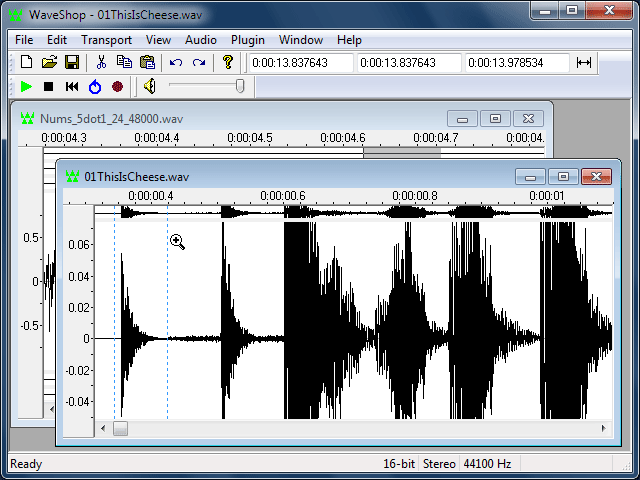 WaveShop - 01ThisIsCheese.wav
File Edit Transport View Audio Plugin Window Help
0:00:13.837643 0:00:13.837643 0:00:13.978534
Nums_5dot1_24_48000.wav
0:00:04.3 0:00:04.4 0:00:04.5 0:00:04.6 0:00:04.7 0:00:04.
01ThisIsCheese.wav
0:00:00.4 0:00:00.6 0:00:00.8 0:00:01
0.5
0
-0.5
0.06
0.04
0.02
0
-0.02
-0.04
Ready 16-bit Stereo 44100 Hz